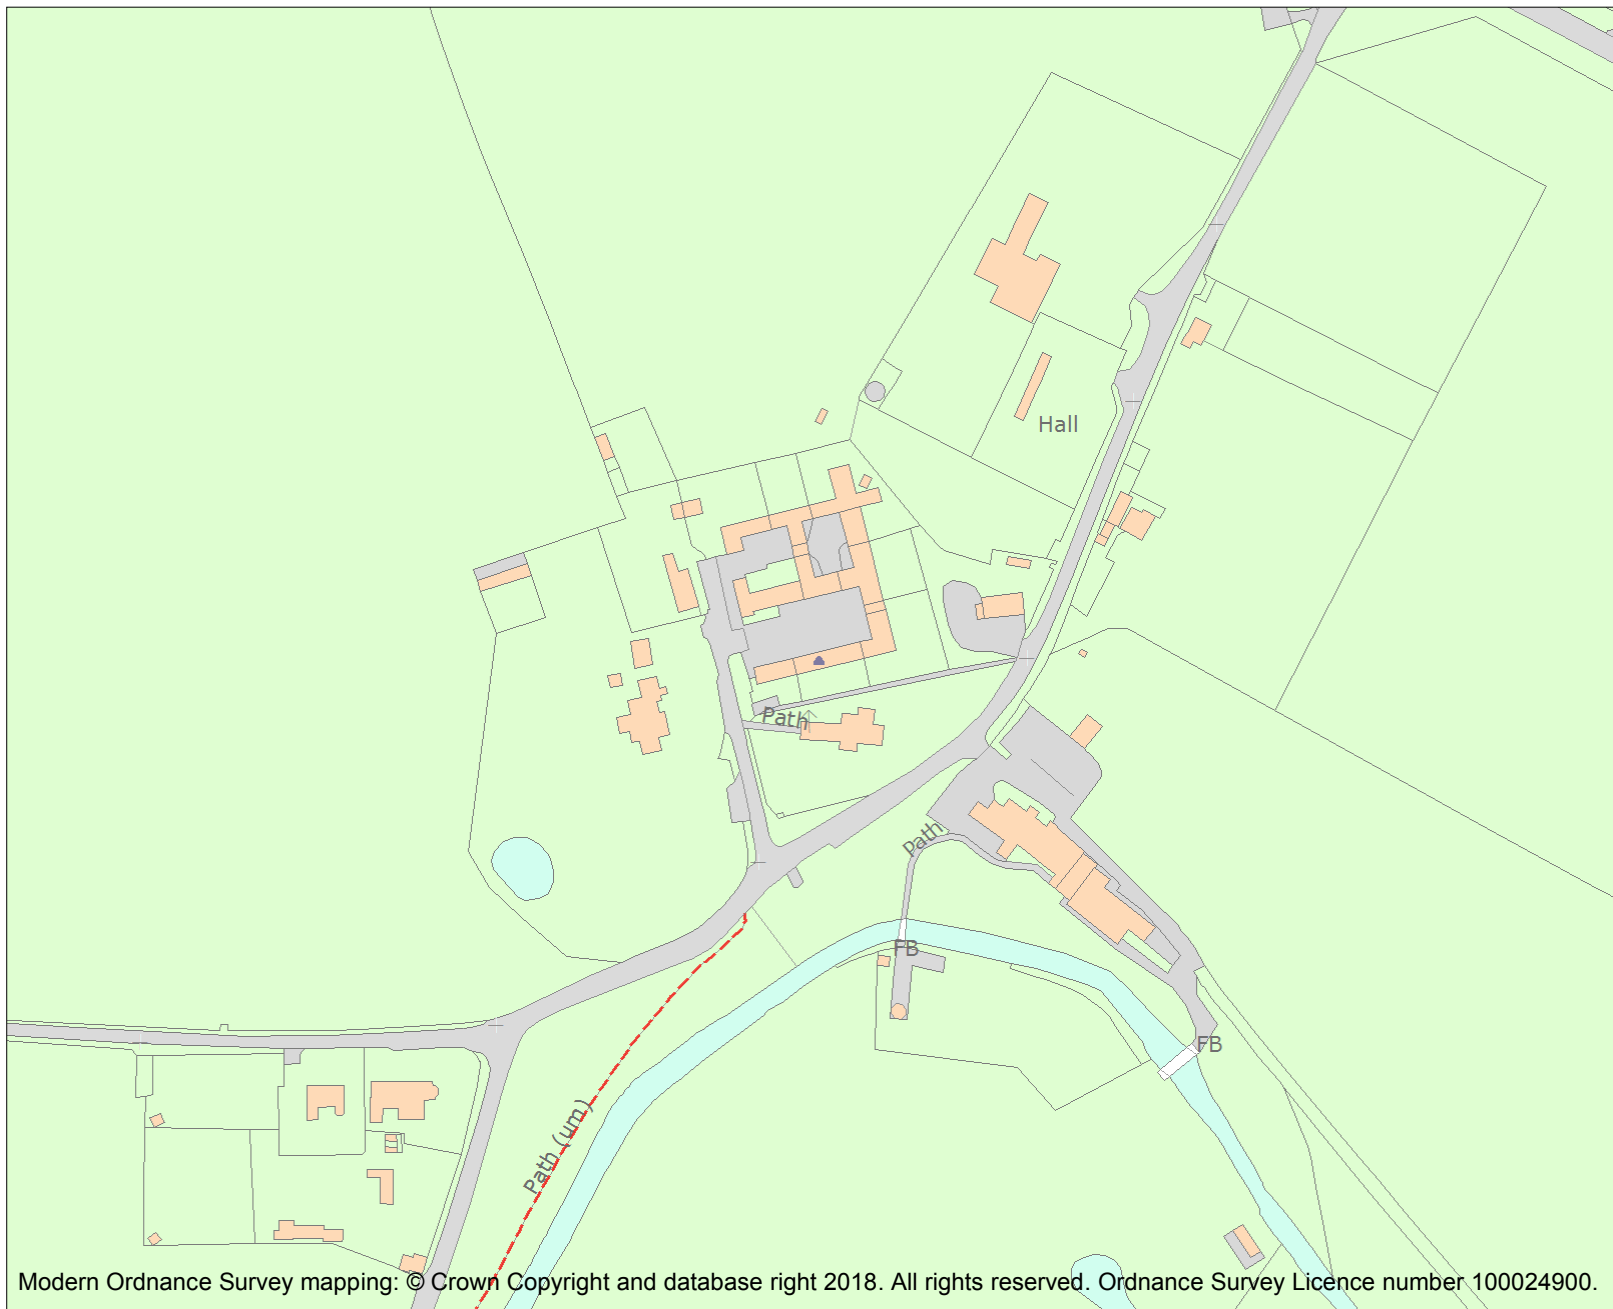 Hall
Path
Path
FB
FB
Path (um)
Modern Ordnance Survey mapping: © Crown Copyright and database right 2018. All rights reserved. Ordnance Survey Licence number 100024900.